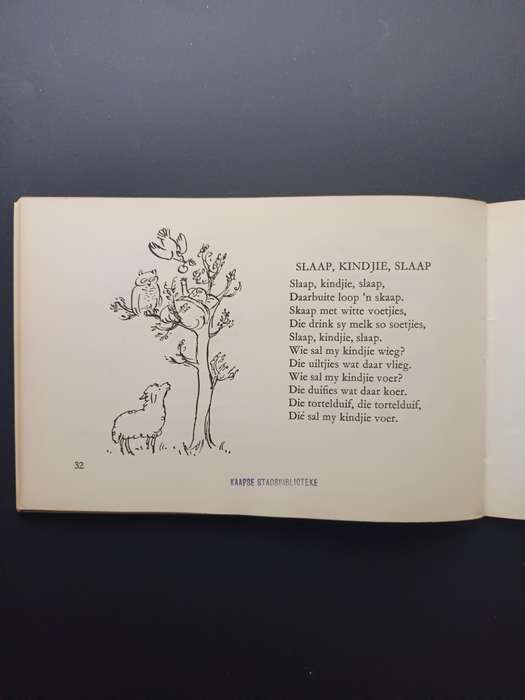 SLAAP, KINDJIE, SLAAP
Slaap, kindjie, slaap,
Daarbuite loop 'n skaap.
Skaap met witte voetjies,
Die drink sy melk so soetjies,
Slaap, kindjie, slaap.
Wie sal my kindjie wieg?
Die uiltjies wat daar vlieg.
Wie sal my kindjie voer?
Die duifies wat daar koer.
Die tortelduif, die tortelduif,
Dié sal my kindjie voer.
32
KAAPSE STADSBIBLIOTEKE